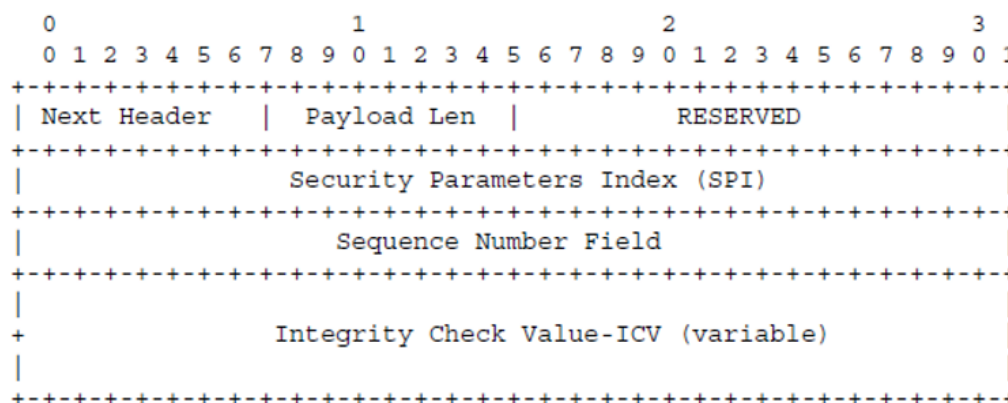 0 1 2 3
0 1 2 3 4 5 6 7 8 9 0 1 2 3 4 5 6 7 8 9 0 1 2 3 4 5 6 7 8 9 0 1
+-+-+-+-+-+-+-+-+-+-+-+-+-+-+-+-+-+-+-+-+-+-+-+-+-+-+-+-+-+-+-+-
| Next Header | Payload Len | RESERVED |
+-+-+-+-+-+-+-+-+-+-+-+-+-+-+-+-+-+-+-+-+-+-+-+-+-+-+-+-+-+-+-+-
| Security Parameters Index (SPI) |
+-+-+-+-+-+-+-+-+-+-+-+-+-+-+-+-+-+-+-+-+-+-+-+-+-+-+-+-+-+-+-+-
| Sequence Number Field |
+-+-+-+-+-+-+-+-+-+-+-+-+-+-+-+-+-+-+-+-+-+-+-+-+-+-+-+-+-+-+-+-
| |
+ Integrity Check Value-ICV (variable)
| |
+-+-+-+-+-+-+-+-+-+-+-+-+-+-+-+-+-+-+-+-+-+-+-+-+-+-+-+-+-+-+-+-